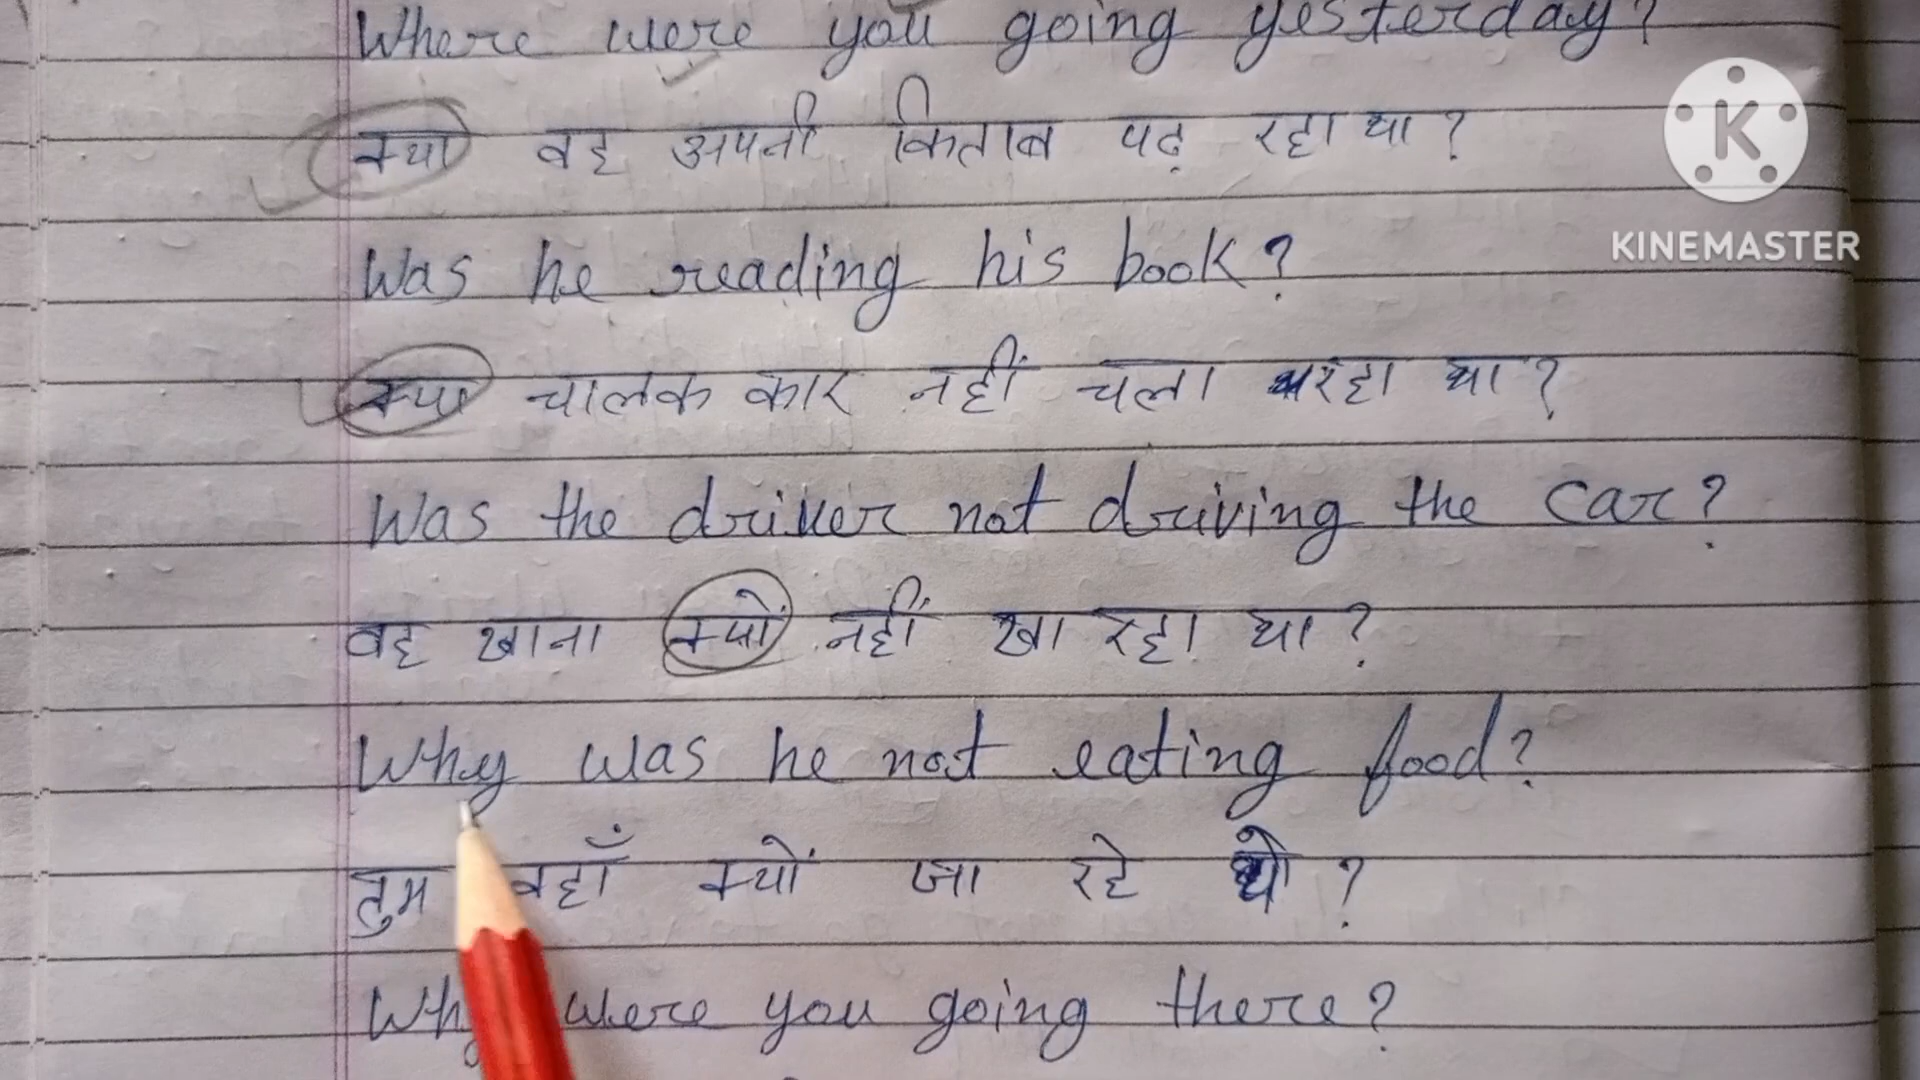 Where were you going yesterday?
क्या वह अपनी किताब पढ़ रहा था?
Was he reading his book?
क्या चालक कार नहीं चला रहा था?
Was the driver not driving the car?
वह खाना क्यों नहीं खा रहा था?
Why was he not eating food?
तुम वहाँ क्यों जा रहे थे?
Why were you going there?
K
KINEMASTER